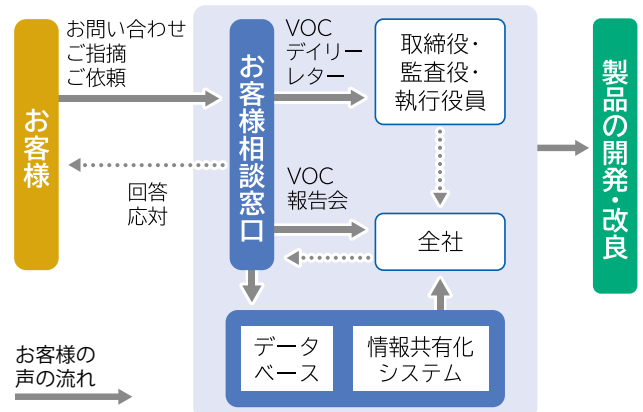 お客様
お問い合わせ
ご指摘
ご依頼
回答
応対
お客様相談窓口
VOC
デイリー
レター
取締役・
監査役・
執行役員
VOC
報告会
全社
データ
ベース
情報共有化
システム
製品の開発・改良
お客様の
声の流れ